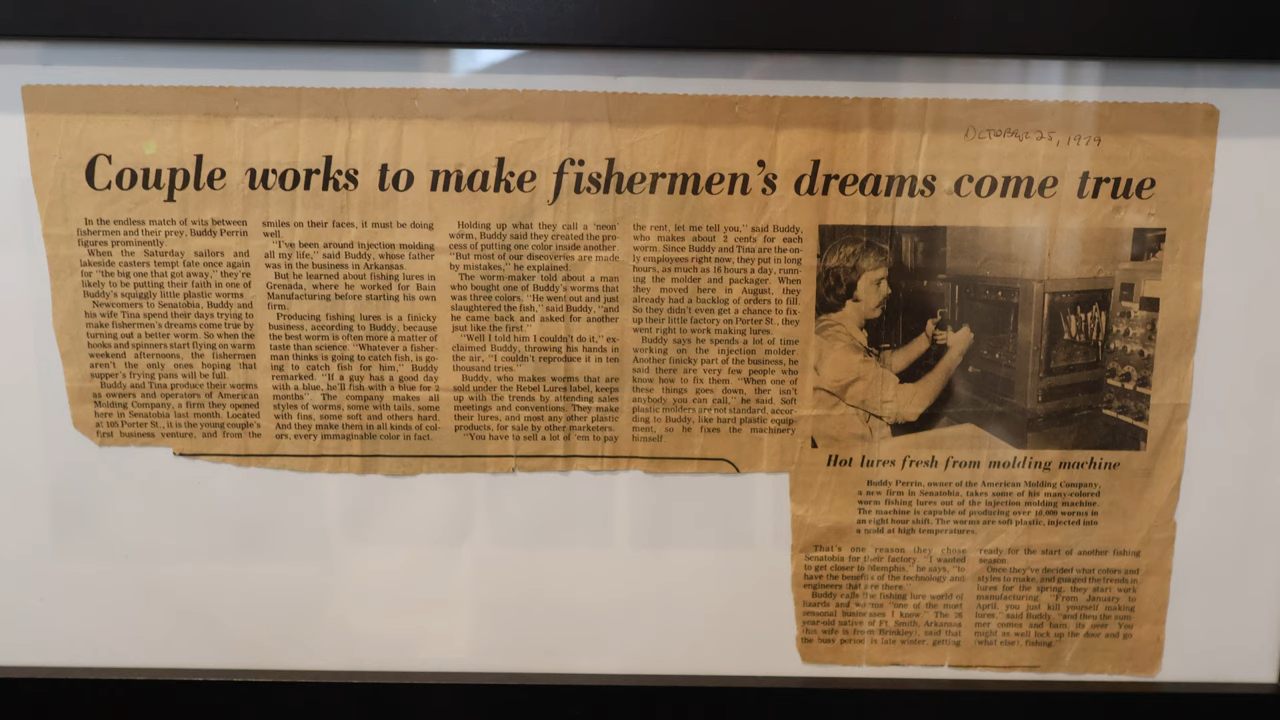 OCTOBER 25, 1979
Couple works to make fishermen's dreams come true
In the endless match of wits between
fishermen and their prey, Buddy Perrin
figures prominently.
When the Saturday sailors and
lakeside casters tempt fate once again
for "the big one that got away," they're
likely to be putting their faith in one of
Buddy's squiggly little plastic worms
Newcomers to Senatobia, Buddy and
his wife Tina spend their days trying to
make fishermen's dreams come true by
turning out a better worm. So when the
hooks and spinners start flying on warm
weekend afternoons, the fishermen
aren't the only ones hoping that
supper's frying pans will be full.
Buddy and Tina produce their worms
as owners and operators of American
Molding Company, a firm they opened
here in Senatobia last month. Located
at 105 Porter St., it is the young couple's
first business venture, and from the
smiles on their faces, it must be doing
well.
"I've been around injection molding
all my life," said Buddy, whose father
was in the business in Arkansas.
But he learned about fishing lures in
Grenada, where he worked for Bain
Manufacturing before starting his own
firm.
Producing fishing lures is a finicky
business, according to Buddy, because
the best worm is often more a matter of
taste than science. "Whatever a fisher-
man thinks is going to catch fish, is go-
ing to catch fish for him," Buddy
remarked. "If a guy has a good day
with a blue, he'll fish with a blue for 2
months". The company makes all
styles of worms, some with tails, some
with fins, some soft and others hard.
And they make them in all kinds of col-
ors, every immaginable color in fact.
Holding up what they call a 'neon'
worm, Buddy said they created the pro-
cess of putting one color inside another.
"But most of our discoveries are made
by mistakes," he explained.
The worm-maker told about a man
who bought one of Buddy's worms that
was three colors. "He went out and just
slaughtered the fish," said Buddy, "and
he came back and asked for another
jsut like the first."
"Well I told him I couldn't do it," ex-
claimed Buddy, throwing his hands in
the air, "I couldn't reproduce it in ten
thousand tries."
Buddy, who makes worms that are
sold under the Rebel Lures label, keeps
up with the trends by attending sales
meetings and conventions. They make
their lures, and most any other plastic
products, for sale by other marketers.
"You have to sell a lot of 'em to pay
the rent, let me tell you," said Buddy,
who makes about 2 cents for each
worm. Since Buddy and Tina are the on-
ly employees right now, they put in long
hours, as much as 16 hours a day, runn-
ing the molder and packager. When
they moved here in August, they
already had a backlog of orders to fill.
So they didn't even get a chance to fix-
up their little factory on Porter St., they
went right to work making lures.
Buddy says he spends a lot of time
working on the injection molder.
Another finicky part of the business, he
said there are very few people who
know how to fix them. "When one of
these things goes down, ther isn't
anybody you can call," he said. Soft
plastic molders are not standard, accor-
ding to Buddy, like hard plastic equip-
ment, so he fixes the machinery
himself.
Hot lures fresh from molding machine
Buddy Perrin, owner of the American Molding Company,
a new firm in Senatobia, takes some of his many-colored
worm fishing lures out of the injection molding machine.
The machine is capable of producing over 10,000 worms in
an eight hour shift. The worms are soft plastic, injected into
a mold at high temperatures.
That's one reason they chose
Senatobia for their factory. "I wanted
to get closer to Memphis," he says, "to
have the benefits of the technology and
engineers that are there."
Buddy calls the fishing lure world of
lizards and worms "one of the most
seasonal businesses I know." The 26
year-old native of Ft. Smith, Arkansas
(his wife is from Brinkley), said that
the busy period is late winter, getting
ready for the start of another fishing
season.
Once they've decided what colors and
styles to make, and guaged the trends in
lures for the spring, they start work
manufacturing. "From January to
April, you just kill yourself making
lures," said Buddy, "and then the sum
mer comes and bam, its over. You
might as well lock up the door and go
(what else), fishing."